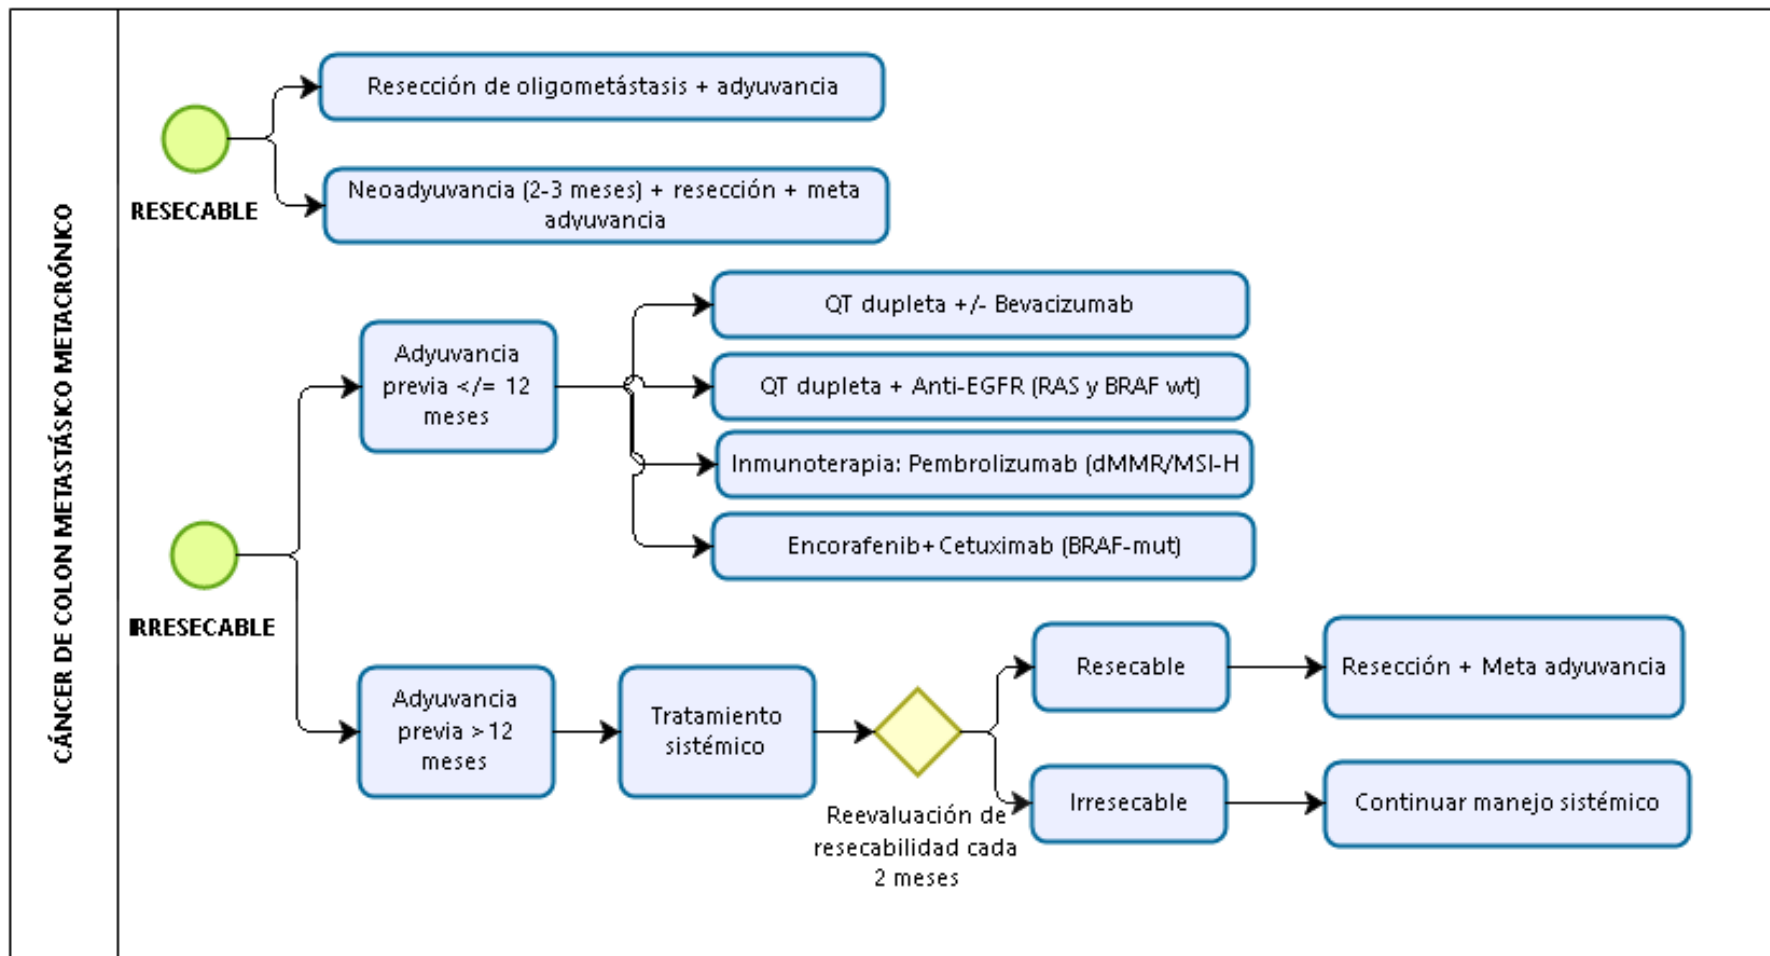 CÁNCER DE COLON METASTÁSICO METACRÓNICO
Resección de oligometástasis + adyuvancia
RESECABLE
Neoadyuvancia (2-3 meses) + resección + meta
adyuvancia
QT dupleta +/- Bevacizumab
Adyuvancia
previa </= 12
meses
QT dupleta + Anti-EGFR (RAS y BRAF wt)
Inmunoterapia: Pembrolizumab (dMMR/MSI-H
Encorafenib+ Cetuximab (BRAF-mut)
IRRESECABLE
Adyuvancia
previa >12
meses
Tratamiento
sistémico
Reevaluación de
resecabilidad cada
2 meses
Resecable
Resección + Meta adyuvancia
Irresecable
Continuar manejo sistémico